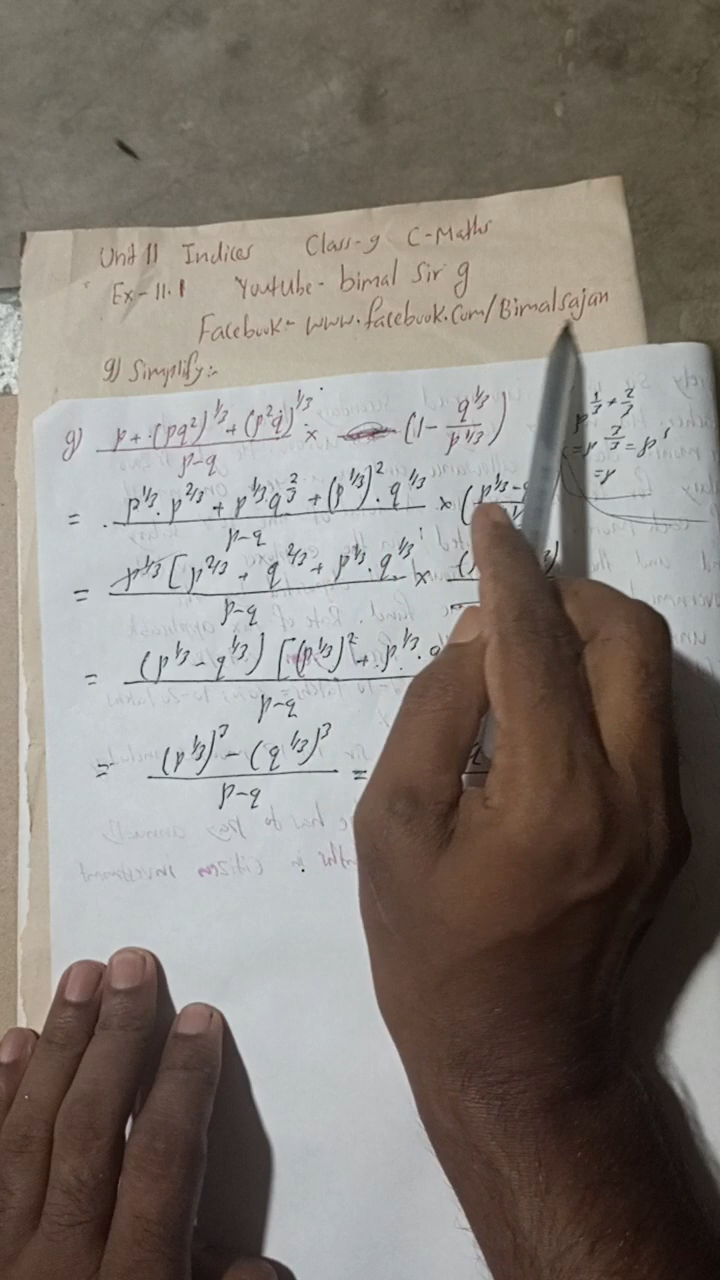 Unit 11 Indices Class-9 C-Maths
Ex-11.1 Youtube- bimal Sir g
Facebook- www.facebook.com/Bimalsajan
g) Simplify:-
g) p+(pq²)^1/3+(p²q)^1/3 / p-q × (1- q^1/3 / p^1/3)
p^1/3+2/3
= p^3/3 = p^1
= p
= p^1/3 . p^2/3 + p^1/3 q^2/3 + (p^1/3)² . q^1/3 / p-q × (p^1/3 -
= p^1/3 [p^2/3 + q^2/3 + p^1/3 . q^1/3 / p-q × (
= (p^1/3 - q^1/3) [(p^1/3)² + p^1/3 . / p-q
= (p^1/3)³ - (q^1/3)³ / p-q =